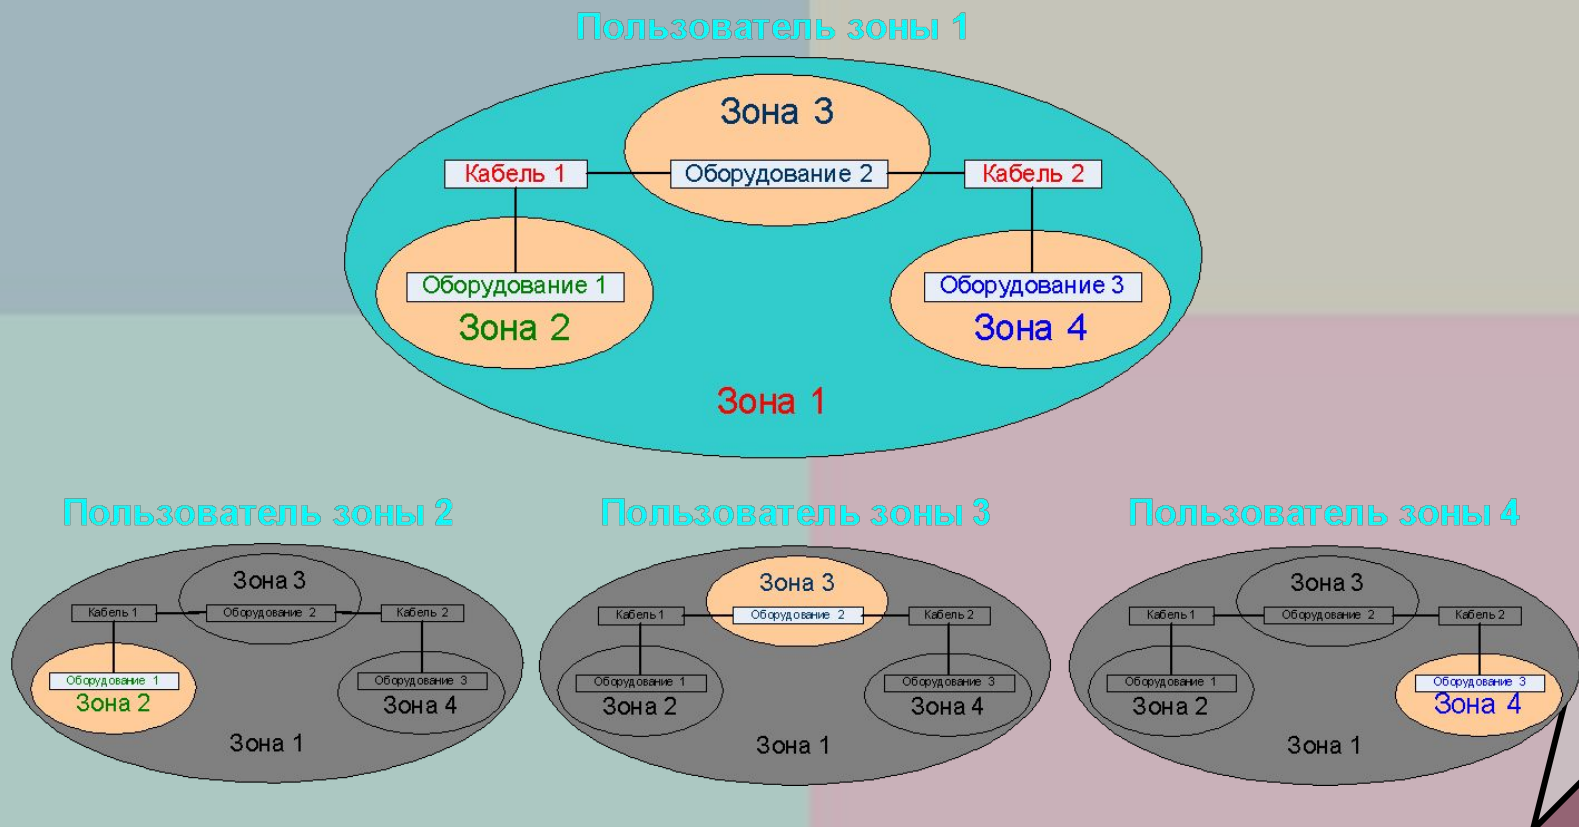 Пользователь зоны 1
Зона 3
Кабель 1
Оборудование 2
Кабель 2
Оборудование 1
Оборудование 3
Зона 2
Зона 4
Зона 1
Пользователь зоны 2
Зона 3
Кабель 1
Оборудование 2
Кабель 2
Оборудование 1
Оборудование 3
Зона 2
Зона 4
Зона 1
Пользователь зоны 3
Зона 3
Кабель 1
Оборудование 2
Кабель 2
Оборудование 1
Оборудование 3
Зона 2
Зона 4
Зона 1
Пользователь зоны 4
Зона 3
Кабель 1
Оборудование 2
Кабель 2
Оборудование 1
Оборудование 3
Зона 2
Зона 4
Зона 1